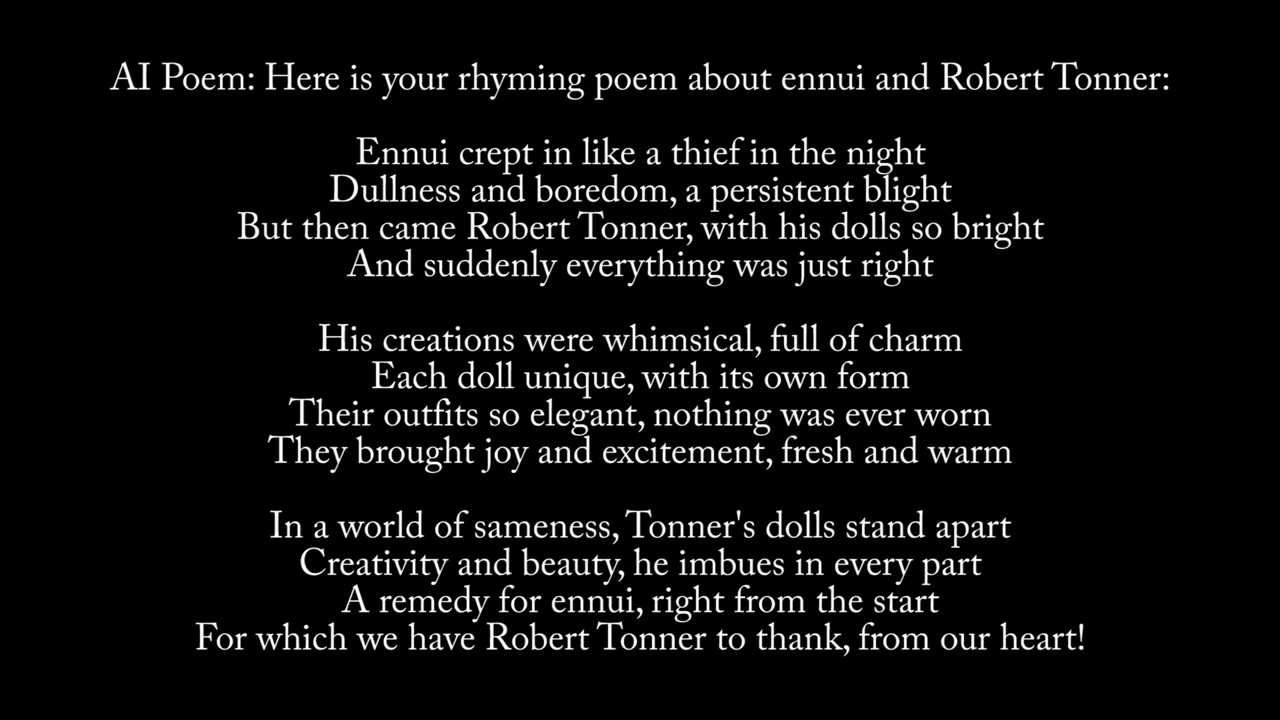 AI Poem: Here is your rhyming poem about ennui and Robert Tonner:
Ennui crept in like a thief in the night
Dullness and boredom, a persistent blight
But then came Robert Tonner, with his dolls so bright
And suddenly everything was just right
His creations were whimsical, full of charm
Each doll unique, with its own form
Their outfits so elegant, nothing was ever worn
They brought joy and excitement, fresh and warm
In a world of sameness, Tonner's dolls stand apart
Creativity and beauty, he imbues in every part
A remedy for ennui, right from the start
For which we have Robert Tonner to thank, from our heart!